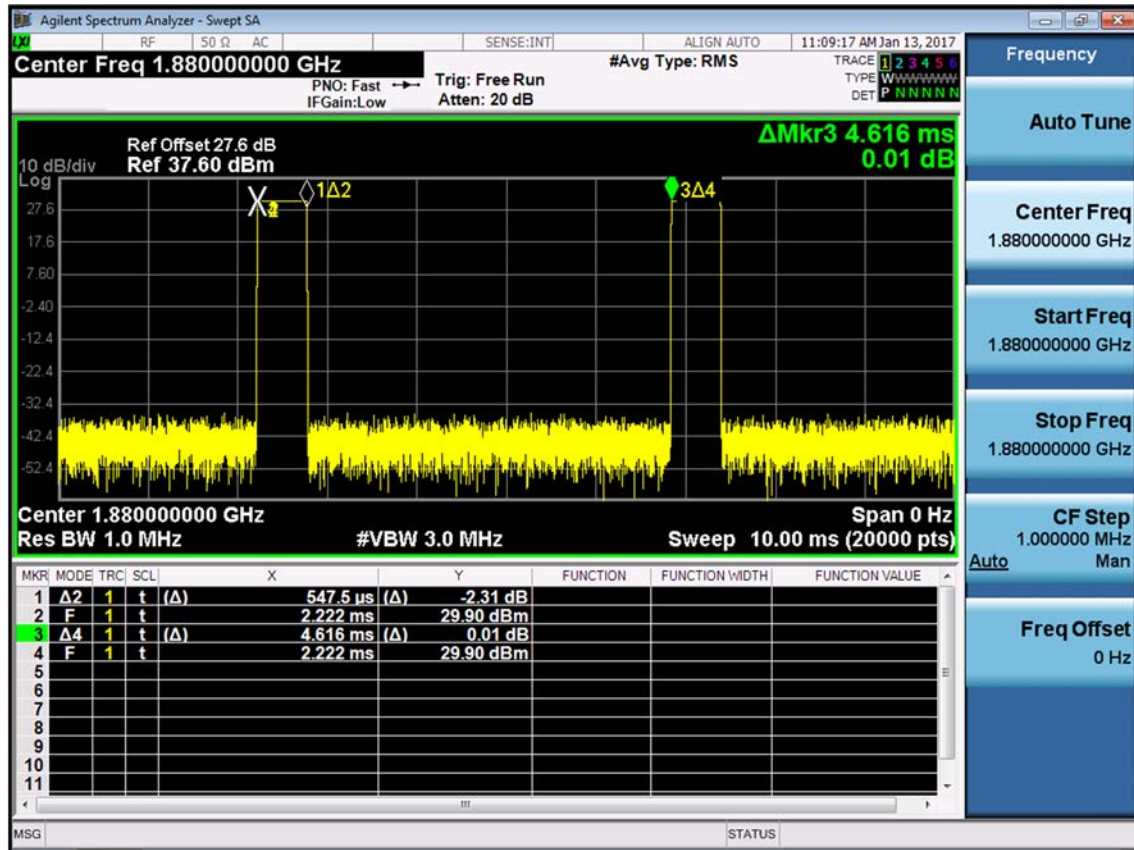 Agilent Spectrum Analyzer - Swept SA
LXI RF 50 Ω AC SENSE:INT ALIGN AUTO 11:09:17 AM Jan 13, 2017
Center Freq 1.880000000 GHz
PNO: Fast
IFGain:Low
Trig: Free Run
Atten: 20 dB
#Avg Type: RMS
TRACE 1 2 3 4 5 6
TYPE WWWWWW
DET P N N N N N
ΔMkr3 4.616 ms
0.01 dB
Ref Offset 27.6 dB
10 dB/div Ref 37.60 dBm
Log
1Δ2
3Δ4
27.6
17.6
7.60
-2.40
-12.4
-22.4
-32.4
-42.4
-52.4
Center 1.880000000 GHz Span 0 Hz
Res BW 1.0 MHz #VBW 3.0 MHz Sweep 10.00 ms (20000 pts)
MKR MODE TRC SCL X Y FUNCTION FUNCTION WIDTH FUNCTION VALUE
1 Δ2 1 t (Δ) 547.5 µs (Δ) -2.31 dB
2 F 1 t 2.222 ms 29.90 dBm
3 Δ4 1 t (Δ) 4.616 ms (Δ) 0.01 dB
4 F 1 t 2.222 ms 29.90 dBm
5
6
7
8
9
10
11
MSG STATUS
Frequency
Auto Tune
Center Freq
1.880000000 GHz
Start Freq
1.880000000 GHz
Stop Freq
1.880000000 GHz
CF Step
1.000000 MHz
Auto Man
Freq Offset
0 Hz